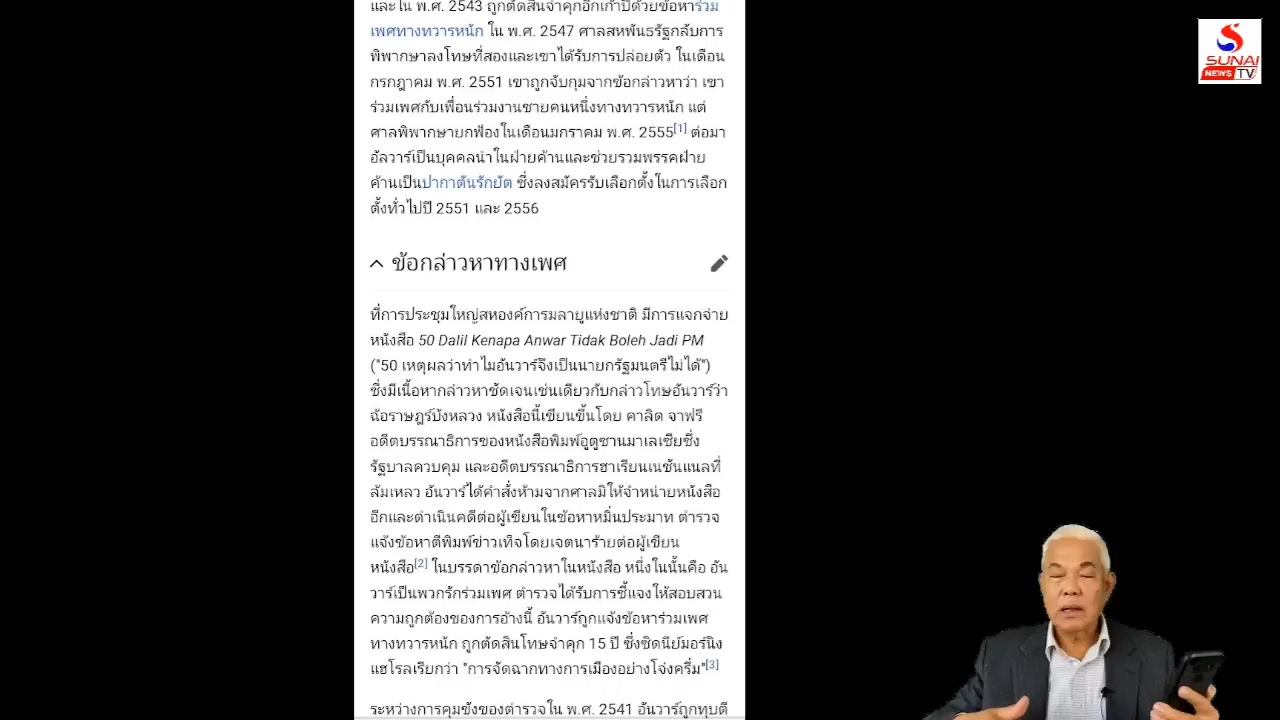 และใน พ.ศ. 2543 ถูกตัดสินจำคุกอีกเก้าปีด้วยข้อหาร่วม
เพศทางทวารหนัก ใน พ.ศ. 2547 ศาลสหพันธรัฐกลับการ
พิพากษาลงโทษที่สองและเขาได้รับการปล่อยตัว ในเดือน
กรกฎาคม พ.ศ. 2551 เขาถูกจับกุมจากข้อกล่าวหาว่า เขา
ร่วมเพศกับเพื่อนร่วมงานชายคนหนึ่งทางทวารหนัก แต่
ศาลพิพากษายกฟ้องในเดือนมกราคม พ.ศ. 2555[1] ต่อมา
อัลวาร์เป็นบุคคลนำในฝ่ายค้านและช่วยรวมพรรคฝ่าย
ค้านเป็นปากาตันรักยัต ซึ่งลงสมัครรับเลือกตั้งในการเลือก
ตั้งทั่วไปปี 2551 และ 2556
ข้อกล่าวหาทางเพศ
ที่การประชุมใหญ่สหองค์การมลายูแห่งชาติ มีการแจกจ่าย
หนังสือ 50 Dalil Kenapa Anwar Tidak Boleh Jadi PM
("50 เหตุผลว่าทำไมอันวาร์จึงเป็นนายกรัฐมนตรีไม่ได้")
ซึ่งมีเนื้อหากล่าวหาชัดเจนเช่นเดียวกับกล่าวโทษอันวาร์ว่า
ฉ้อราษฎร์บังหลวง หนังสือนี้เขียนขึ้นโดย คาลิด จาฟรี
อดีตบรรณาธิการของหนังสือพิมพ์อูตูซานมาเลเซียซึ่ง
รัฐบาลควบคุม และอดีตบรรณาธิการฮาเรียนเนชันแนลที่
ล้มเหลว อันวาร์ได้คำสั่งห้ามจากศาลมิให้จำหน่ายหนังสือ
อีกและดำเนินคดีต่อผู้เขียนในข้อหาหมิ่นประมาท ตำรวจ
แจ้งข้อหาตีพิมพ์ข่าวเท็จโดยเจตนาร้ายต่อผู้เขียน
หนังสือ[2] ในบรรดาข้อกล่าวหาในหนังสือ หนึ่งในนั้นคือ อัน
วาร์เป็นพวกรักร่วมเพศ ตำรวจได้รับการชี้แจงให้สอบสวน
ความถูกต้องของการอ้างนี้ อันวาร์ถูกแจ้งข้อหาร่วมเพศ
ทางทวารหนัก ถูกตัดสินโทษจำคุก 15 ปี ซึ่งซิดนีย์มอร์นิง
แฮโรลเรียกว่า "การจัดฉากทางการเมืองอย่างโจ่งครึ่ม"[3]
ระหว่างการคุมขังของตำรวจใน พ.ศ. 2541 อันวาร์ถูกทุบตี
SUNAI
NEWS TV